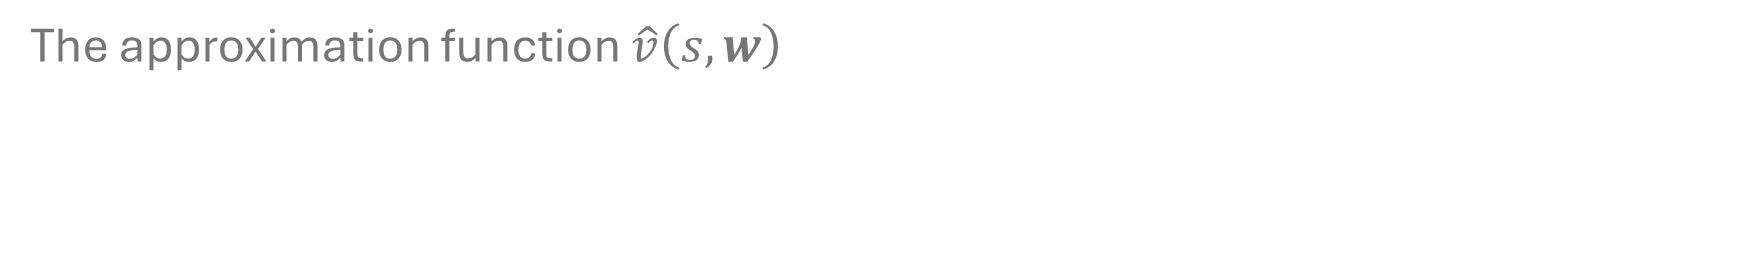 The approximation function v̂(s, w)